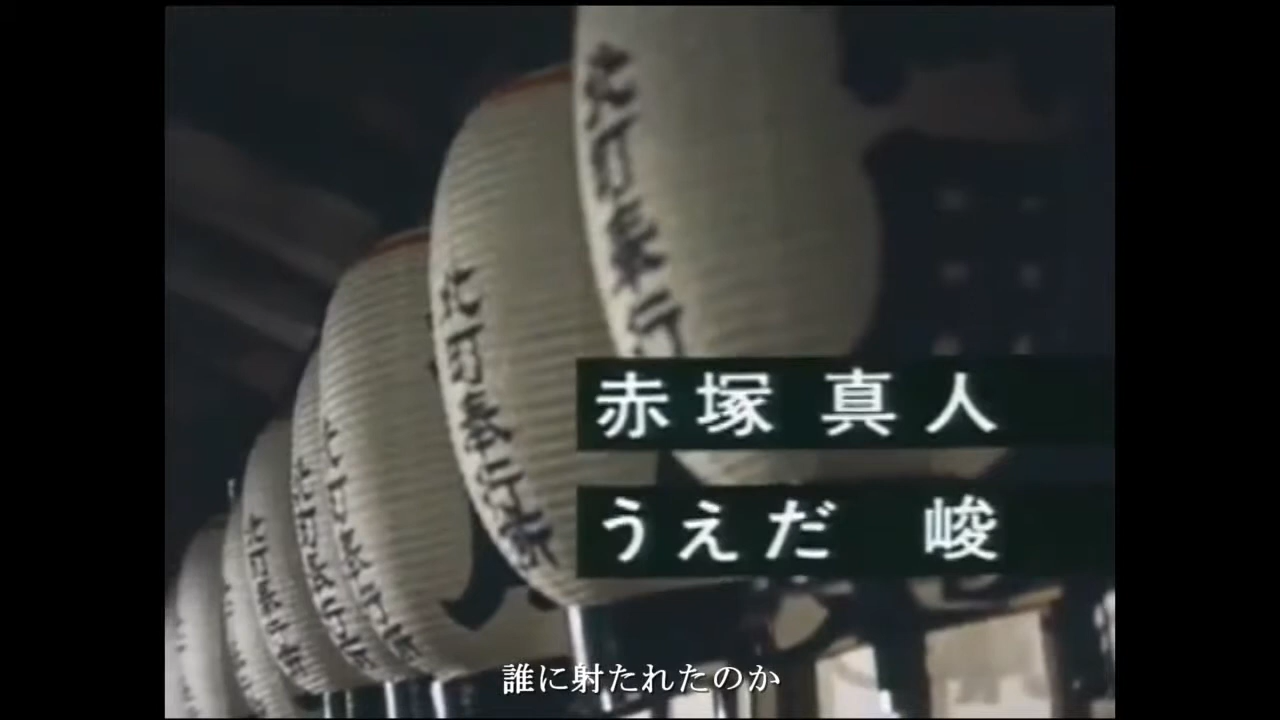 北町奉行
北町奉行所
赤塚 真人
うえだ 峻
誰に射たれたのか